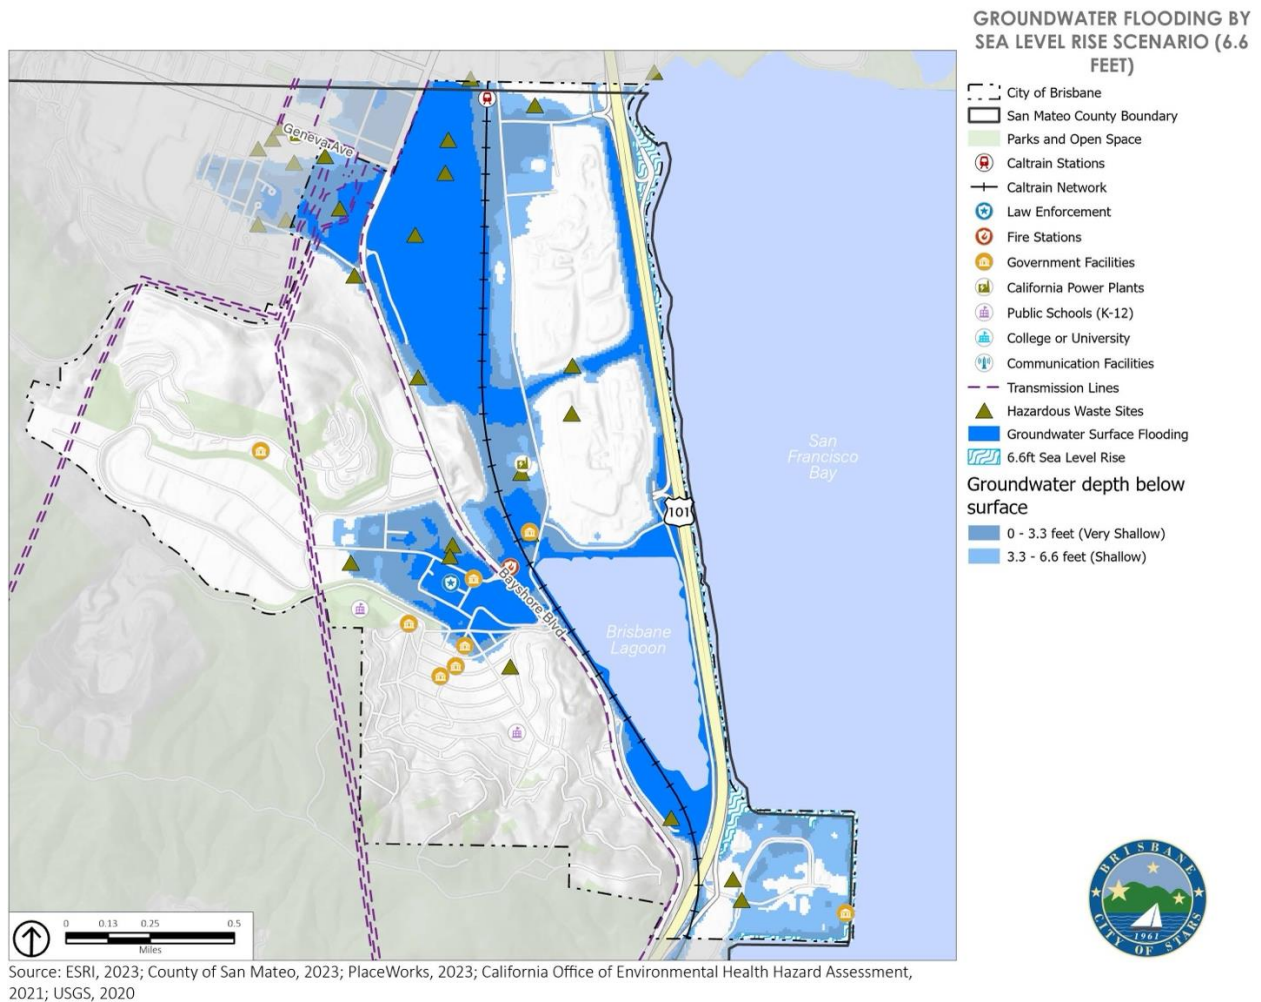 GROUNDWATER FLOODING BY
SEA LEVEL RISE SCENARIO (6.6
FEET)
City of Brisbane
San Mateo County Boundary
Parks and Open Space
Caltrain Stations
Caltrain Network
Law Enforcement
Fire Stations
Government Facilities
California Power Plants
Public Schools (K-12)
College or University
Communication Facilities
Transmission Lines
Hazardous Waste Sites
Groundwater Surface Flooding
6.6ft Sea Level Rise
Groundwater depth below
surface
0 - 3.3 feet (Very Shallow)
3.3 - 6.6 feet (Shallow)
Geneva Ave
San
Francisco
Bay
101
Bayshore Blvd
Brisbane
Lagoon
0 0.13 0.25 0.5
Miles
BRISBANE
1961
CITY OF STARS
Source: ESRI, 2023; County of San Mateo, 2023; PlaceWorks, 2023; California Office of Environmental Health Hazard Assessment,
2021; USGS, 2020